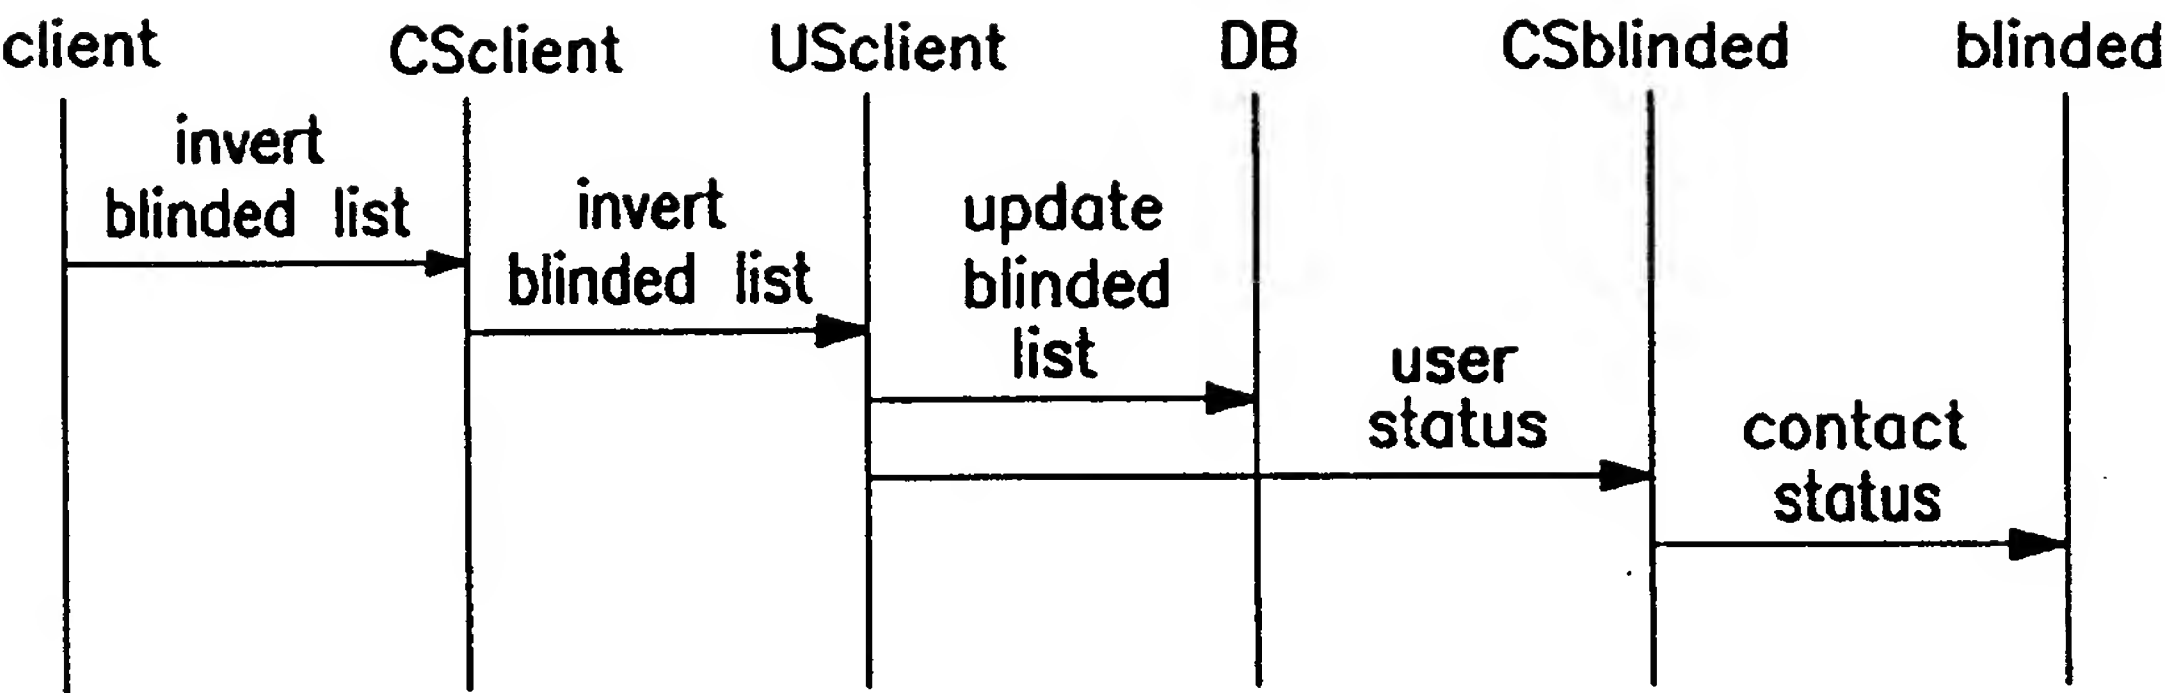 client CSclient USclient DB CSblinded blinded
invert
blinded list
invert
blinded list
update
blinded
list
user
status
contact
status